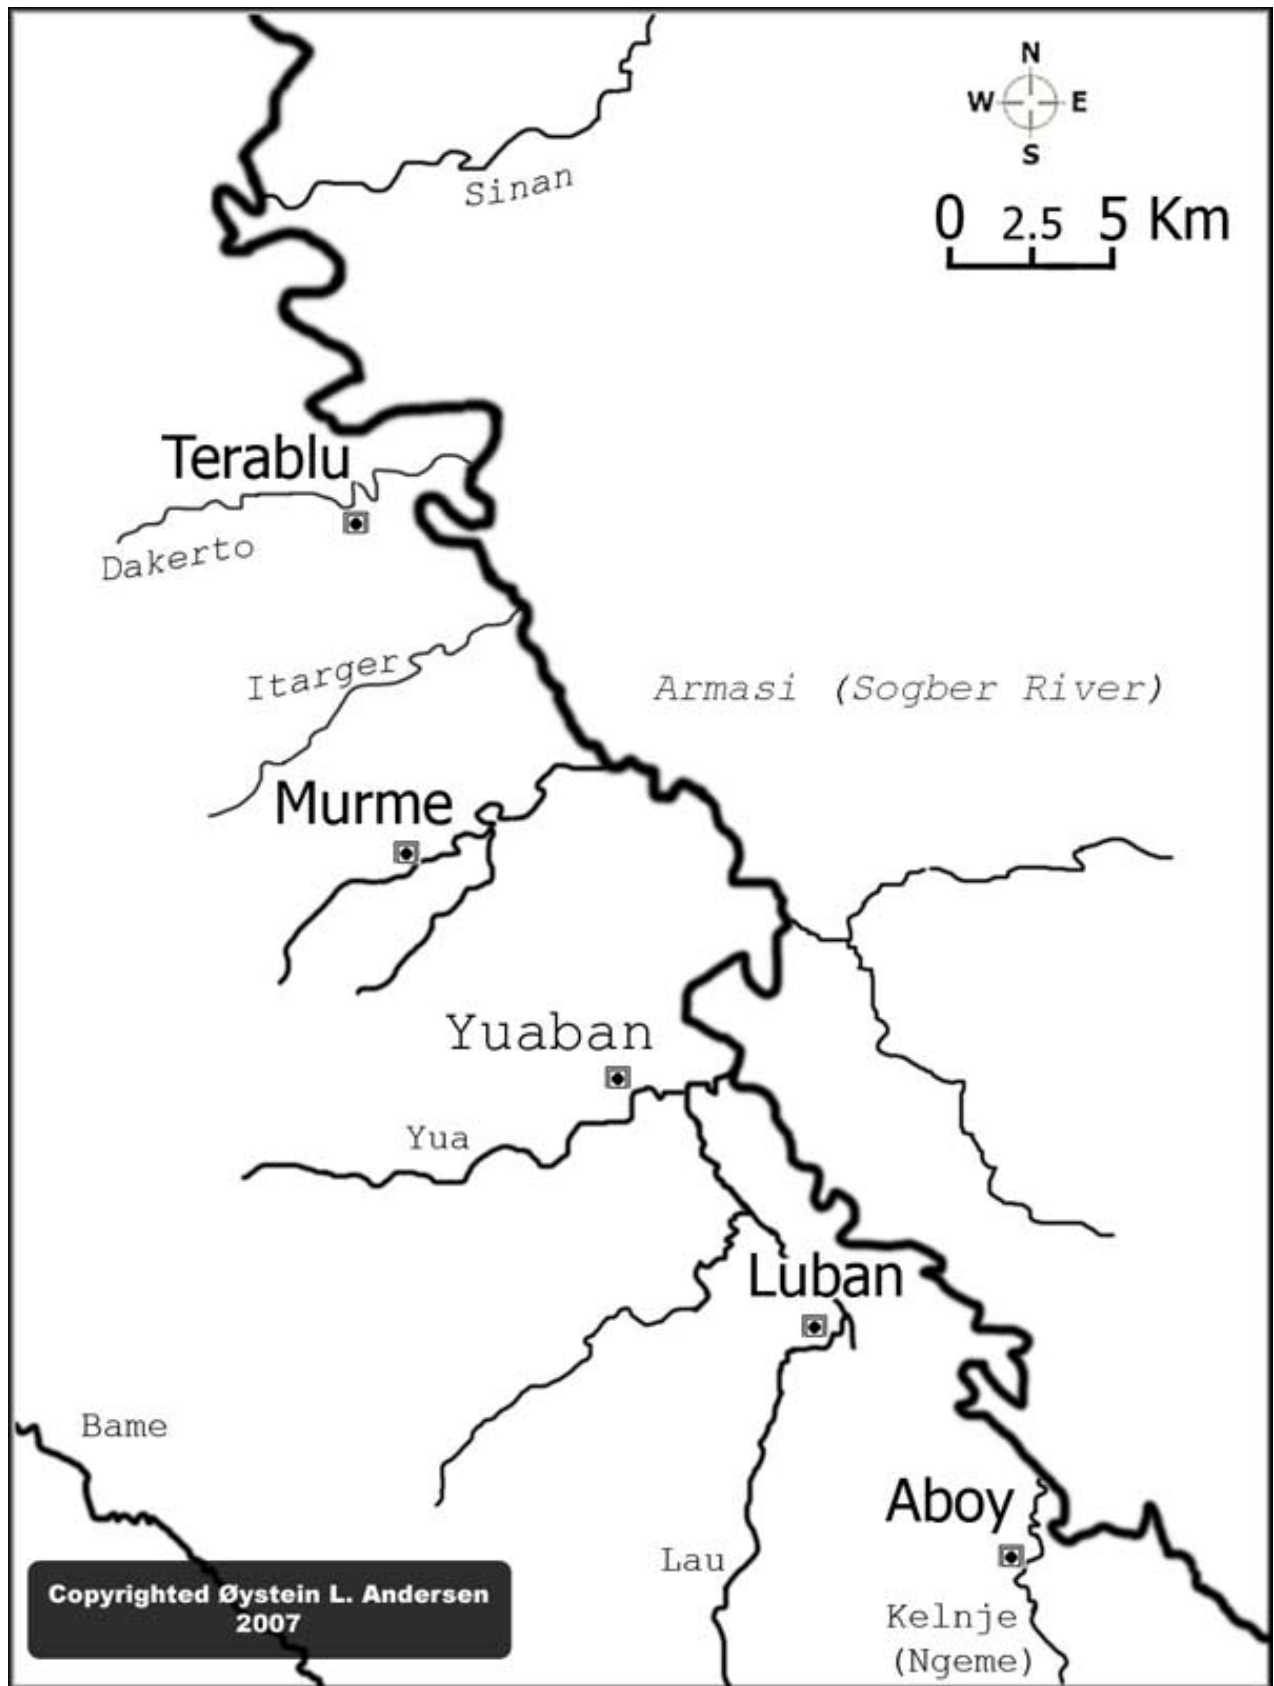 N
W E
S
0 2.5 5 Km
Sinan
Terablu
Dakerto
Itarger
Armasi (Sogber River)
Murme
Yuaban
Yua
Luban
Bame
Aboy
Lau
Kelnje
(Ngeme)
Copyrighted Øystein L. Andersen
2007